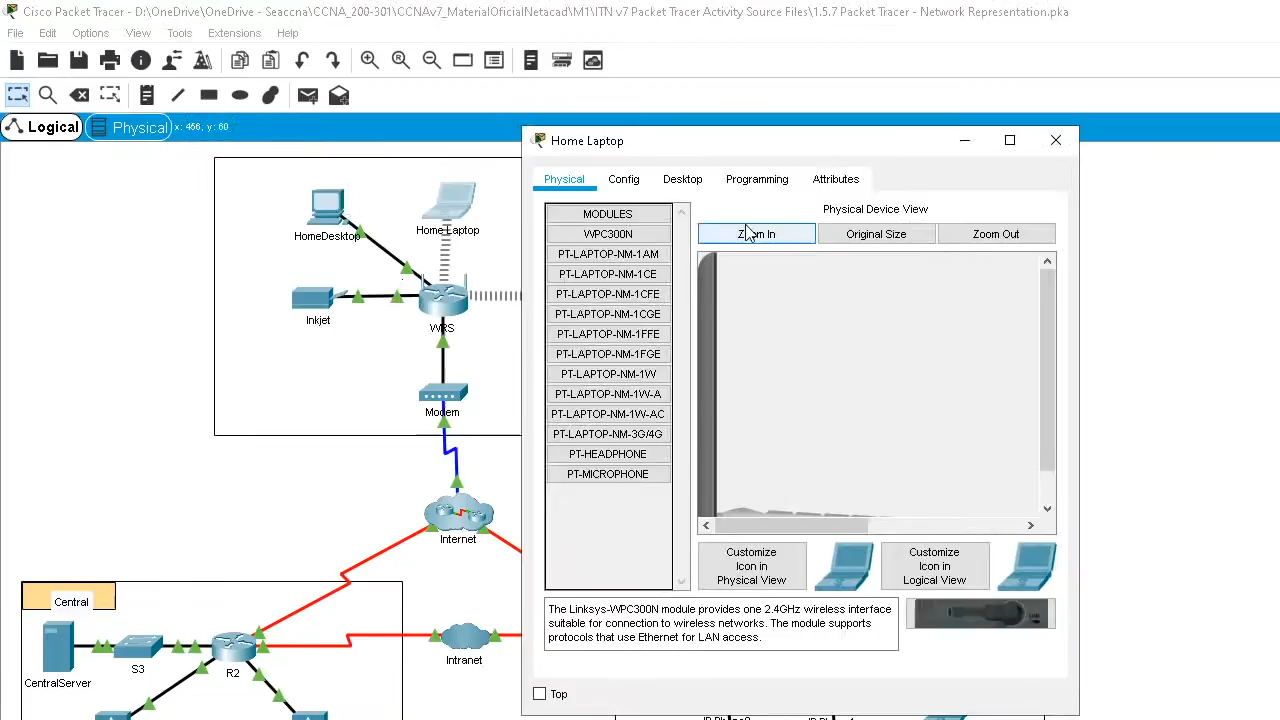 Cisco Packet Tracer - D:\OneDrive\OneDrive - Seaccna\CCNA_200-301\CCNAv7_MaterialOficialNetacad\M1\ITN v7 Packet Tracer Activity Source Files\1.5.7 Packet Tracer - Network Representation.pka
File Edit Options View Tools Extensions Help
Logical Physical x: 456, y: 60
Home Laptop
Physical Config Desktop Programming Attributes
MODULES
WPC300N
PT-LAPTOP-NM-1AM
PT-LAPTOP-NM-1CE
PT-LAPTOP-NM-1CFE
PT-LAPTOP-NM-1CGE
PT-LAPTOP-NM-1FFE
PT-LAPTOP-NM-1FGE
PT-LAPTOP-NM-1W
PT-LAPTOP-NM-1W-A
PT-LAPTOP-NM-1W-AC
PT-LAPTOP-NM-3G/4G
PT-HEADPHONE
PT-MICROPHONE
Physical Device View
Zoom In Original Size Zoom Out
Customize
Icon in
Physical View
Customize
Icon in
Logical View
The Linksys-WPC300N module provides one 2.4GHz wireless interface
suitable for connection to wireless networks. The module supports
protocols that use Ethernet for LAN access.
Top
HomeDesktop
Home Laptop
Inkjet
WRS
Modem
Internet
Central
S3
R2
CentralServer
Intranet